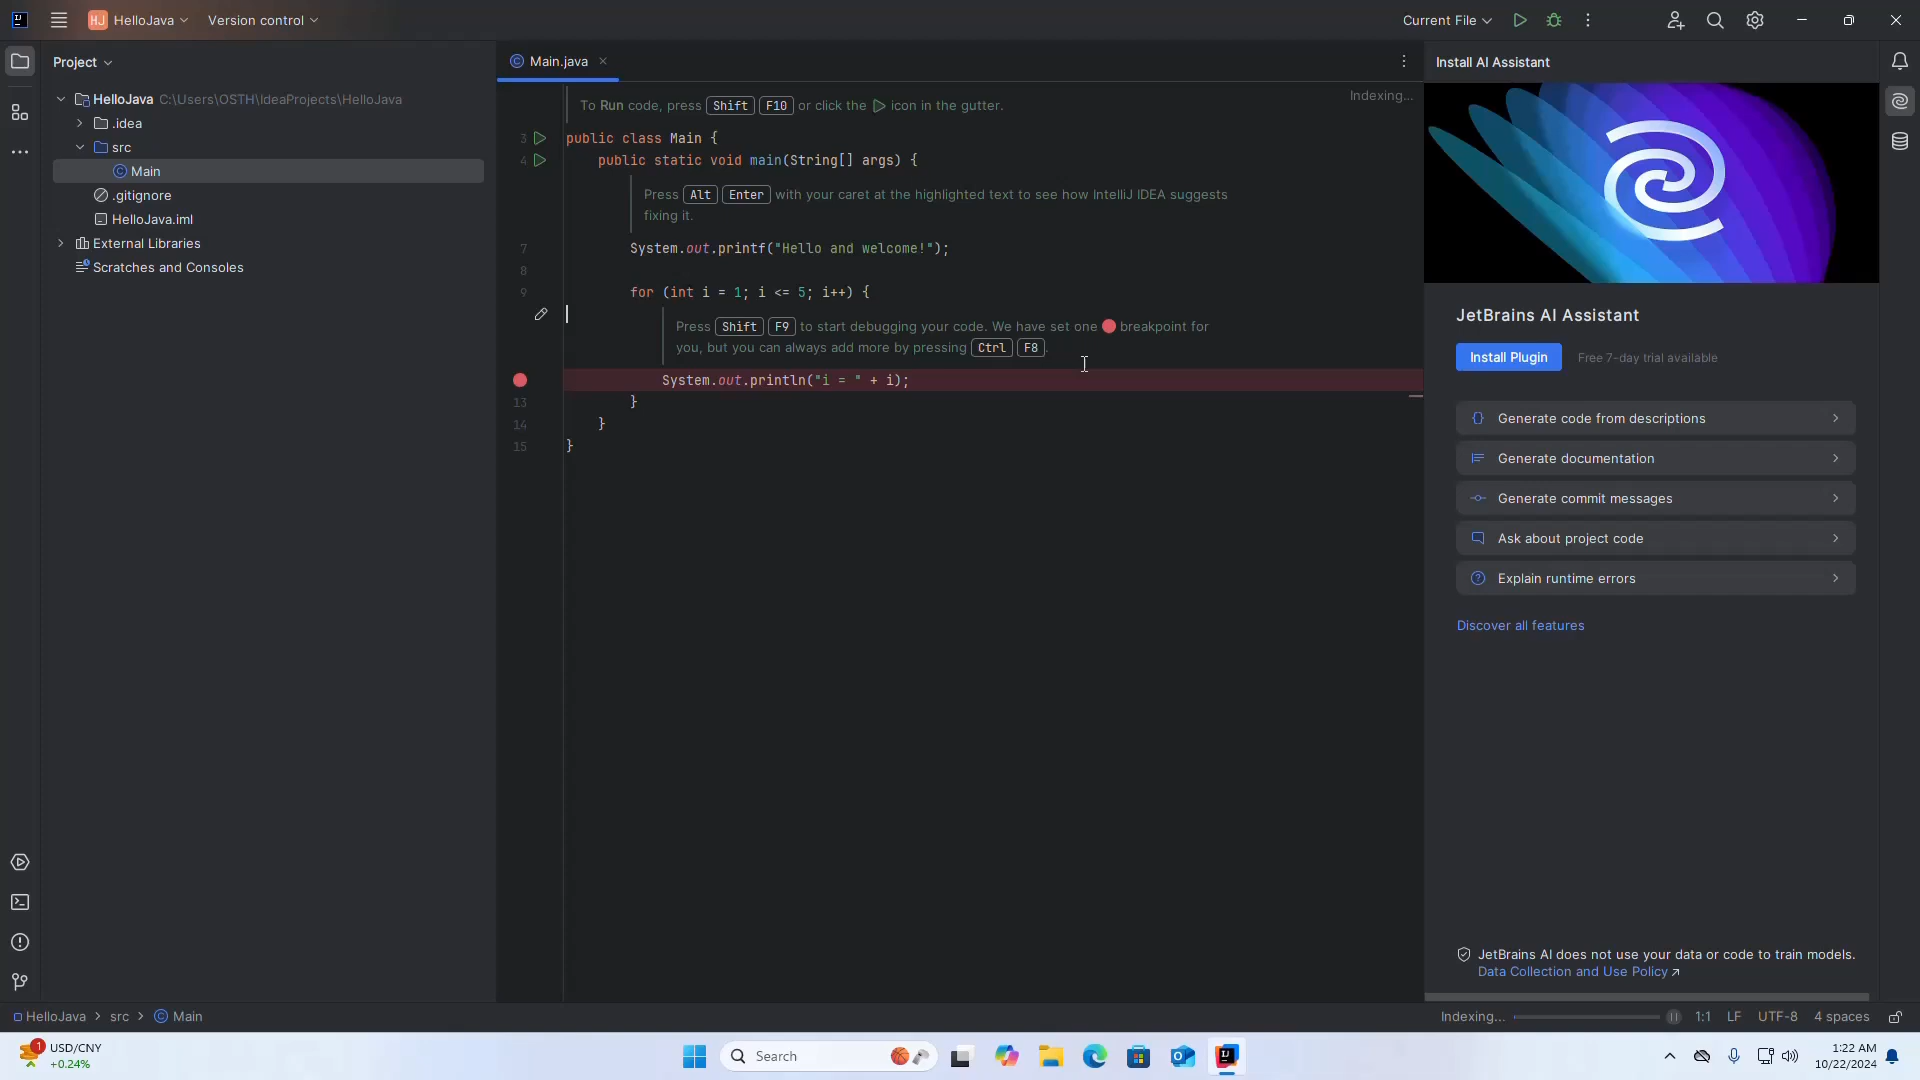 HJ HelloJava Version control Current File
Project
HelloJava C:\Users\OSTH\IdeaProjects\HelloJava
.idea
src
Main
.gitignore
HelloJava.iml
External Libraries
Scratches and Consoles
Main.java
Indexing...
To Run code, press Shift F10 or click the icon in the gutter.
3 public class Main {
4 public static void main(String[] args) {
Press Alt Enter with your caret at the highlighted text to see how IntelliJ IDEA suggests
fixing it.
7 System.out.printf("Hello and welcome!");
8
9 for (int i = 1; i <= 5; i++) {
Press Shift F9 to start debugging your code. We have set one breakpoint for
you, but you can always add more by pressing Ctrl F8.
System.out.println("i = " + i);
13 }
14 }
15 }
Install AI Assistant
JetBrains AI Assistant
Install Plugin Free 7-day trial available
Generate code from descriptions
Generate documentation
Generate commit messages
Ask about project code
Explain runtime errors
Discover all features
JetBrains AI does not use your data or code to train models.
Data Collection and Use Policy
HelloJava > src > Main Indexing... 1:1 LF UTF-8 4 spaces
1 USD/CNY
+0.24%
Search
1:22 AM
10/22/2024